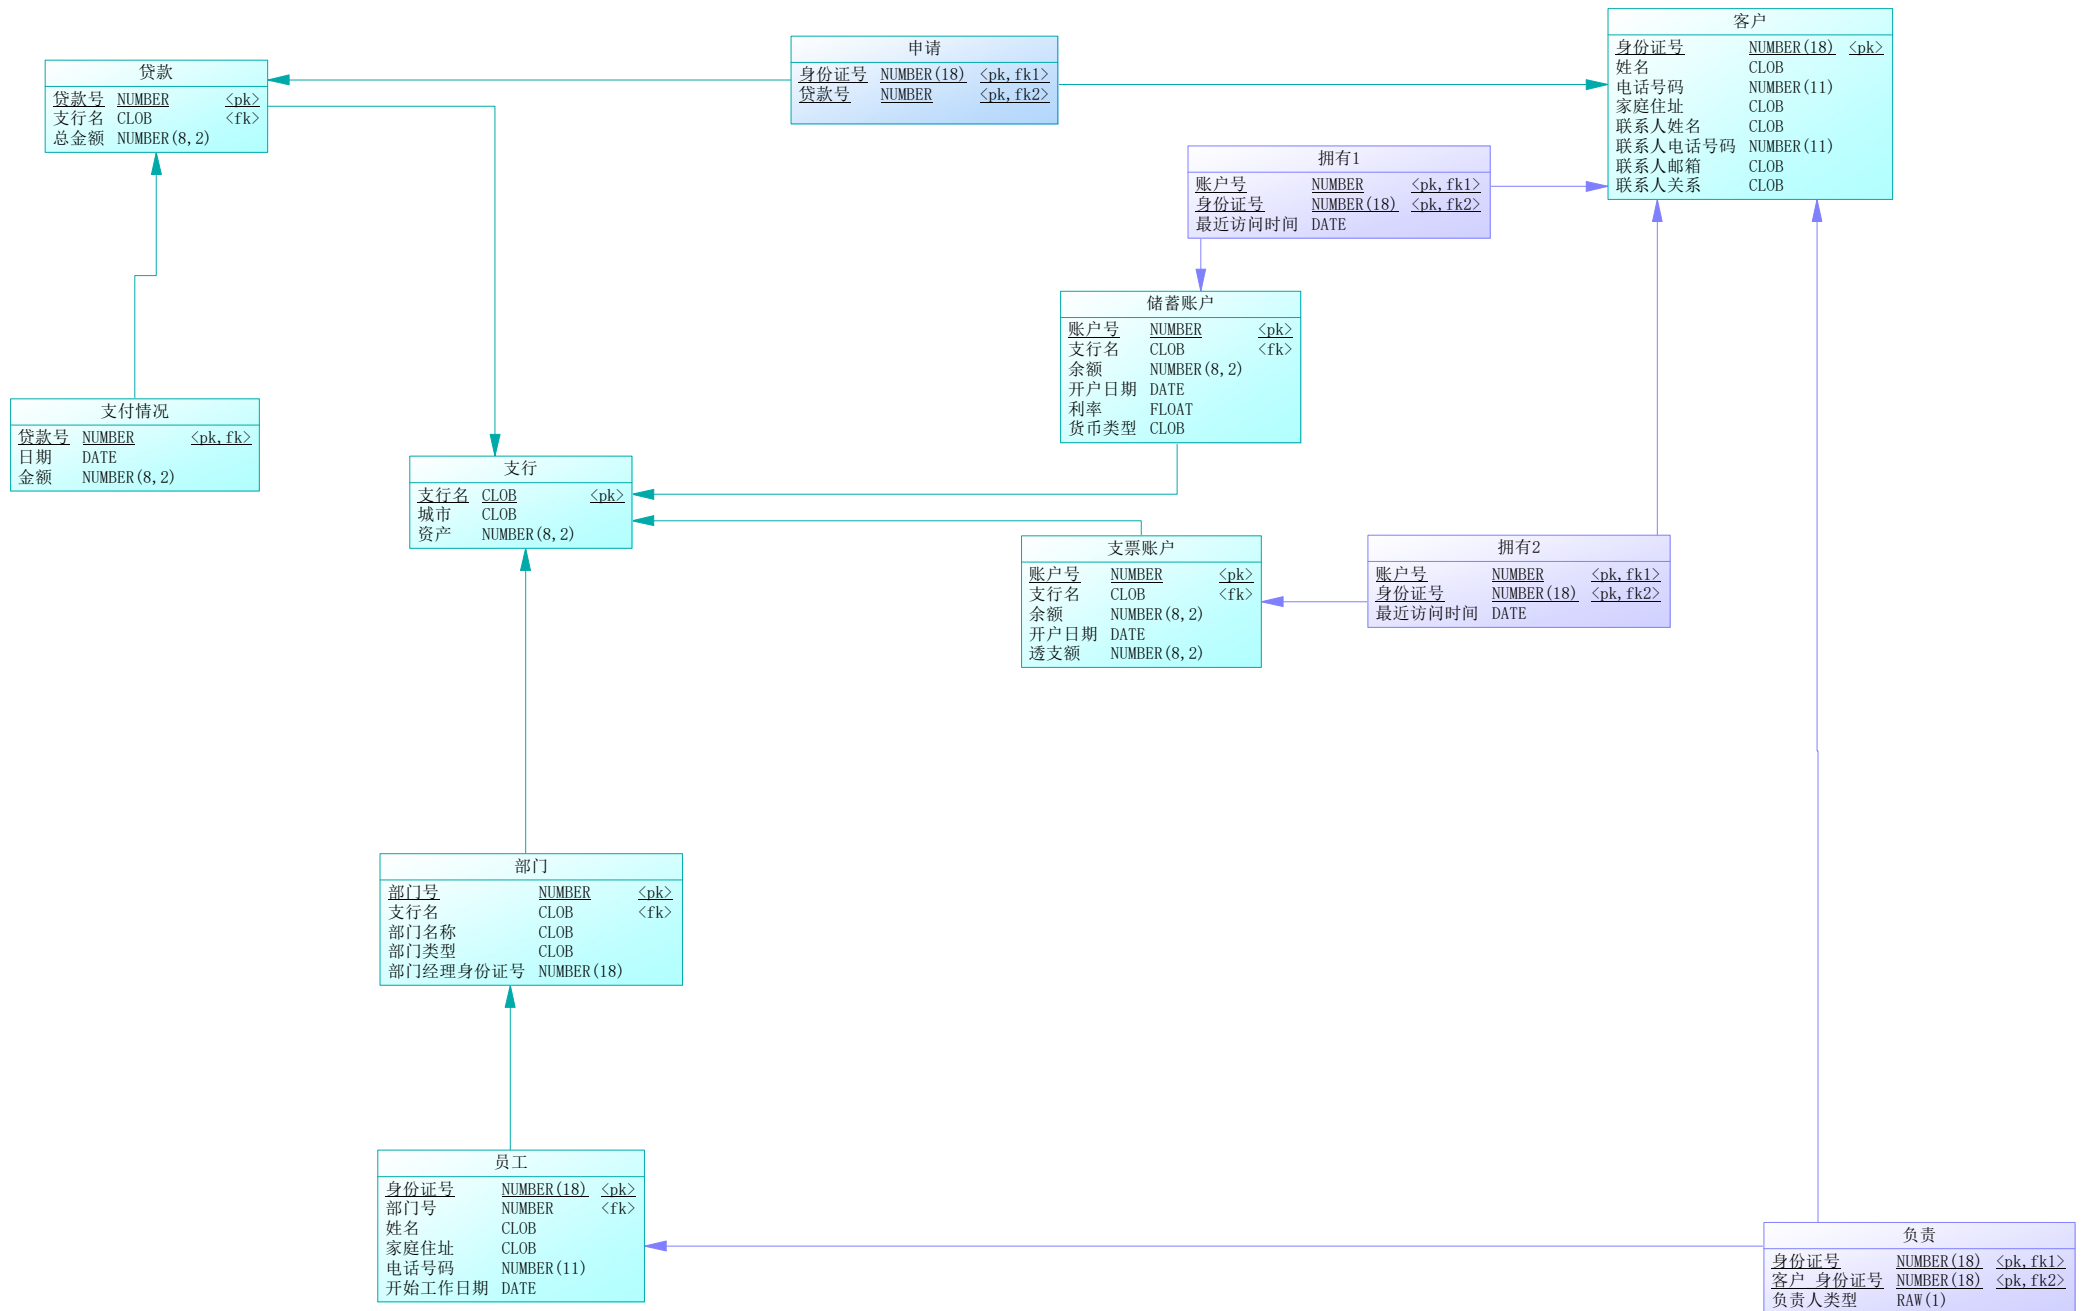 客户
身份证号 NUMBER(18) <pk>
姓名 CLOB
电话号码 NUMBER(11)
家庭住址 CLOB
联系人姓名 CLOB
联系人电话号码 NUMBER(11)
联系人邮箱 CLOB
联系人关系 CLOB
申请
身份证号 NUMBER(18) <pk,fk1>
贷款号 NUMBER <pk,fk2>
贷款
贷款号 NUMBER <pk>
支行名 CLOB <fk>
总金额 NUMBER(8,2)
拥有1
账户号 NUMBER <pk,fk1>
身份证号 NUMBER(18) <pk,fk2>
最近访问时间 DATE
储蓄账户
账户号 NUMBER <pk>
支行名 CLOB <fk>
余额 NUMBER(8,2)
开户日期 DATE
利率 FLOAT
货币类型 CLOB
支付情况
贷款号 NUMBER <pk,fk>
日期 DATE
金额 NUMBER(8,2)
支行
支行名 CLOB <pk>
城市 CLOB
资产 NUMBER(8,2)
支票账户
账户号 NUMBER <pk>
支行名 CLOB <fk>
余额 NUMBER(8,2)
开户日期 DATE
透支额 NUMBER(8,2)
拥有2
账户号 NUMBER <pk,fk1>
身份证号 NUMBER(18) <pk,fk2>
最近访问时间 DATE
部门
部门号 NUMBER <pk>
支行名 CLOB <fk>
部门名称 CLOB
部门类型 CLOB
部门经理身份证号 NUMBER(18)
员工
身份证号 NUMBER(18) <pk>
部门号 NUMBER <fk>
姓名 CLOB
家庭住址 CLOB
电话号码 NUMBER(11)
开始工作日期 DATE
负责
身份证号 NUMBER(18) <pk,fk1>
客户_身份证号 NUMBER(18) <pk,fk2>
负责人类型 RAW(1)